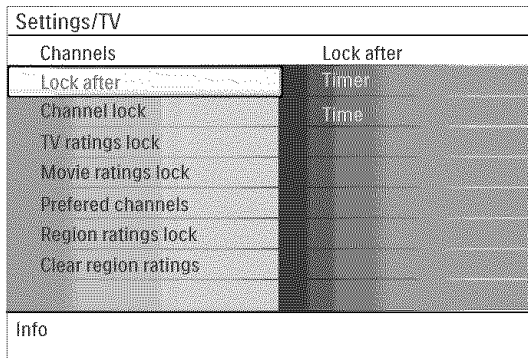 Settings/TV
Channels
Lock after
Lock after
Timer
Channel lock
Time
TV ratings lock
Movie ratings lock
Prefered channels
Region ratings lock
Clear region ratings
Info